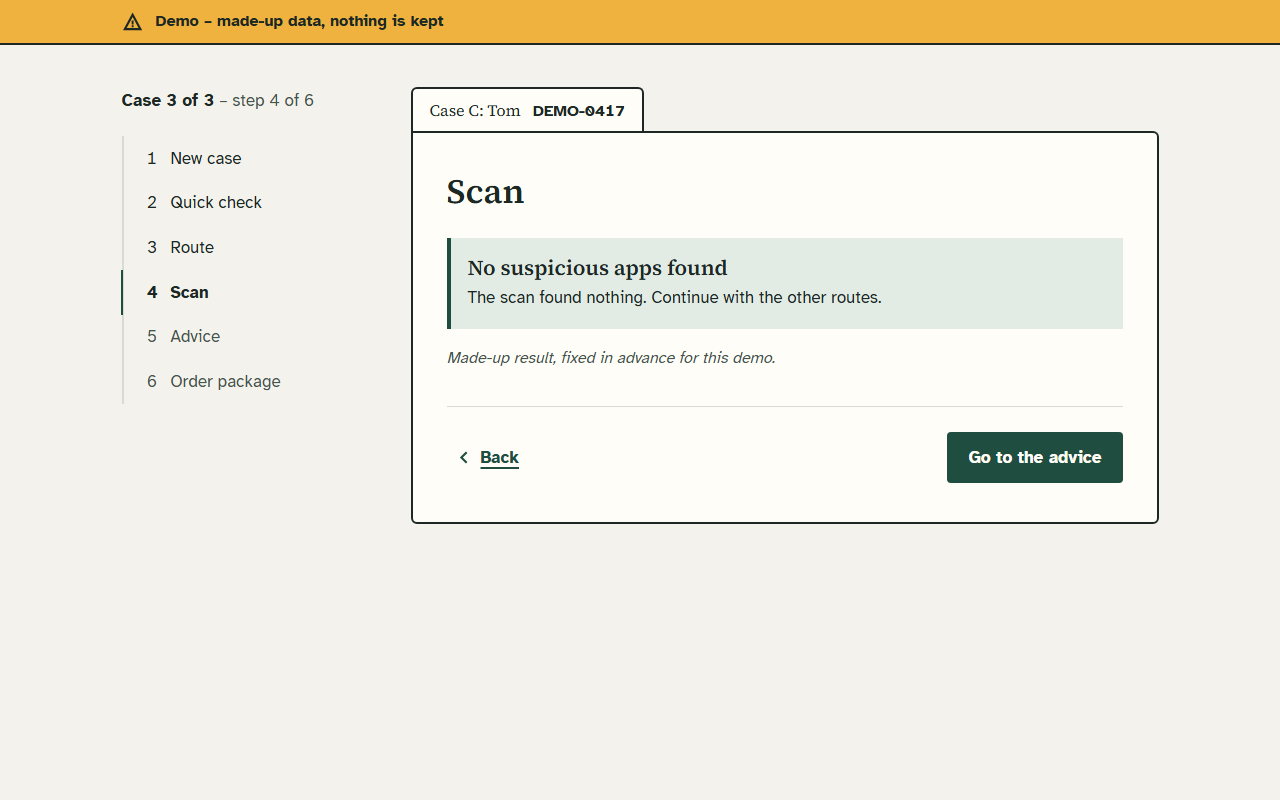 Demo – made-up data, nothing is kept
Case 3 of 3 – step 4 of 6
1 New case
2 Quick check
3 Route
4 Scan
5 Advice
6 Order package
Case C: Tom DEMO-0417
Scan
No suspicious apps found
The scan found nothing. Continue with the other routes.
Made-up result, fixed in advance for this demo.
Back
Go to the advice